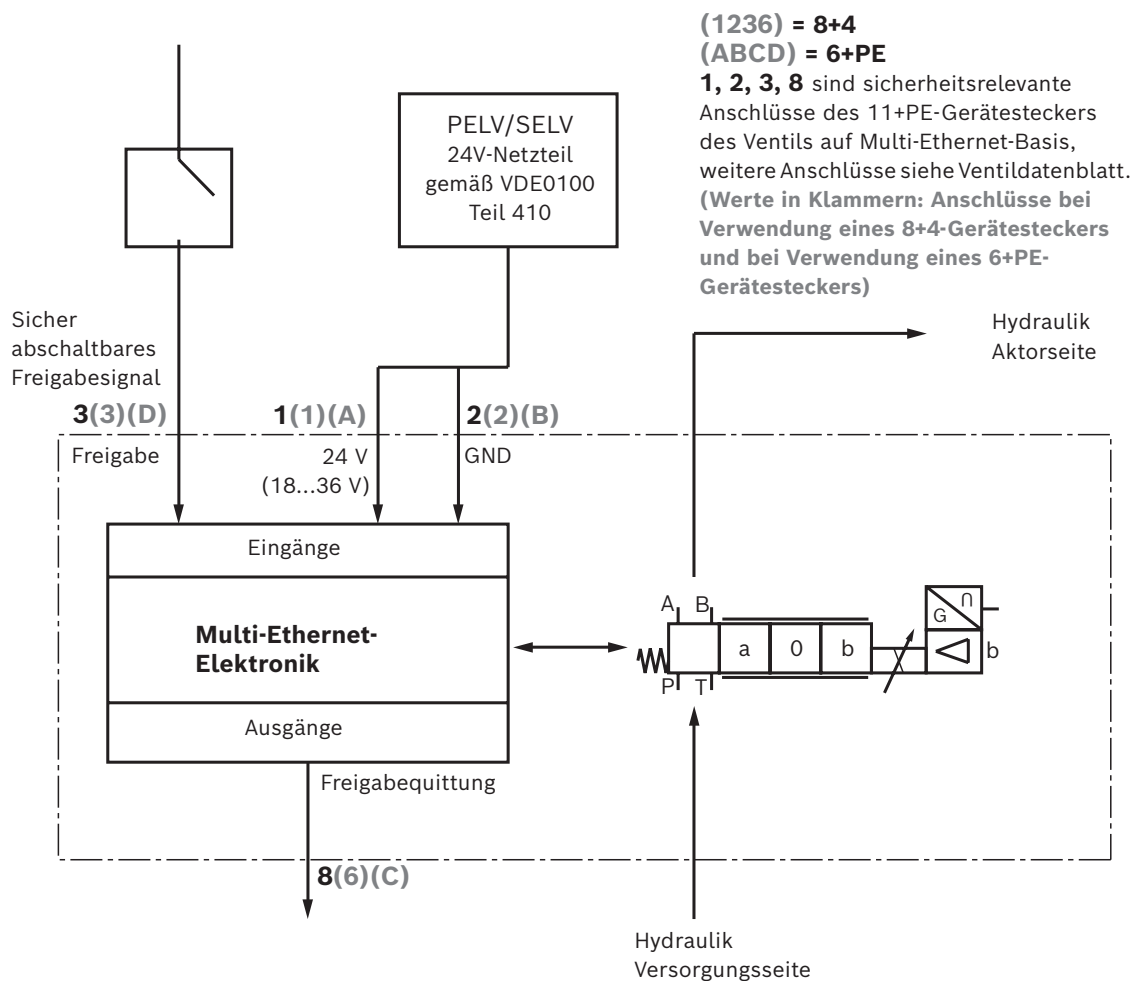 (1236) = 8+4
(ABCD) = 6+PE
1, 2, 3, 8 sind sicherheitsrelevante
Anschlüsse des 11+PE-Gerätesteckers
des Ventils auf Multi-Ethernet-Basis,
weitere Anschlüsse siehe Ventildatenblatt.
(Werte in Klammern: Anschlüsse bei
Verwendung eines 8+4-Gerätesteckers
und bei Verwendung eines 6+PE-
Gerätesteckers)
PELV/SELV
24V-Netzteil
gemäß VDE0100
Teil 410
Sicher
abschaltbares
Freigabesignal
Hydraulik
Aktorseite
3(3)(D)
1(1)(A)
2(2)(B)
Freigabe
24 V
(18...36 V)
GND
Eingänge
Multi-Ethernet-
Elektronik
Ausgänge
A B
a 0 b
P T
U
G
b
Freigabequittung
8(6)(C)
Hydraulik
Versorgungsseite